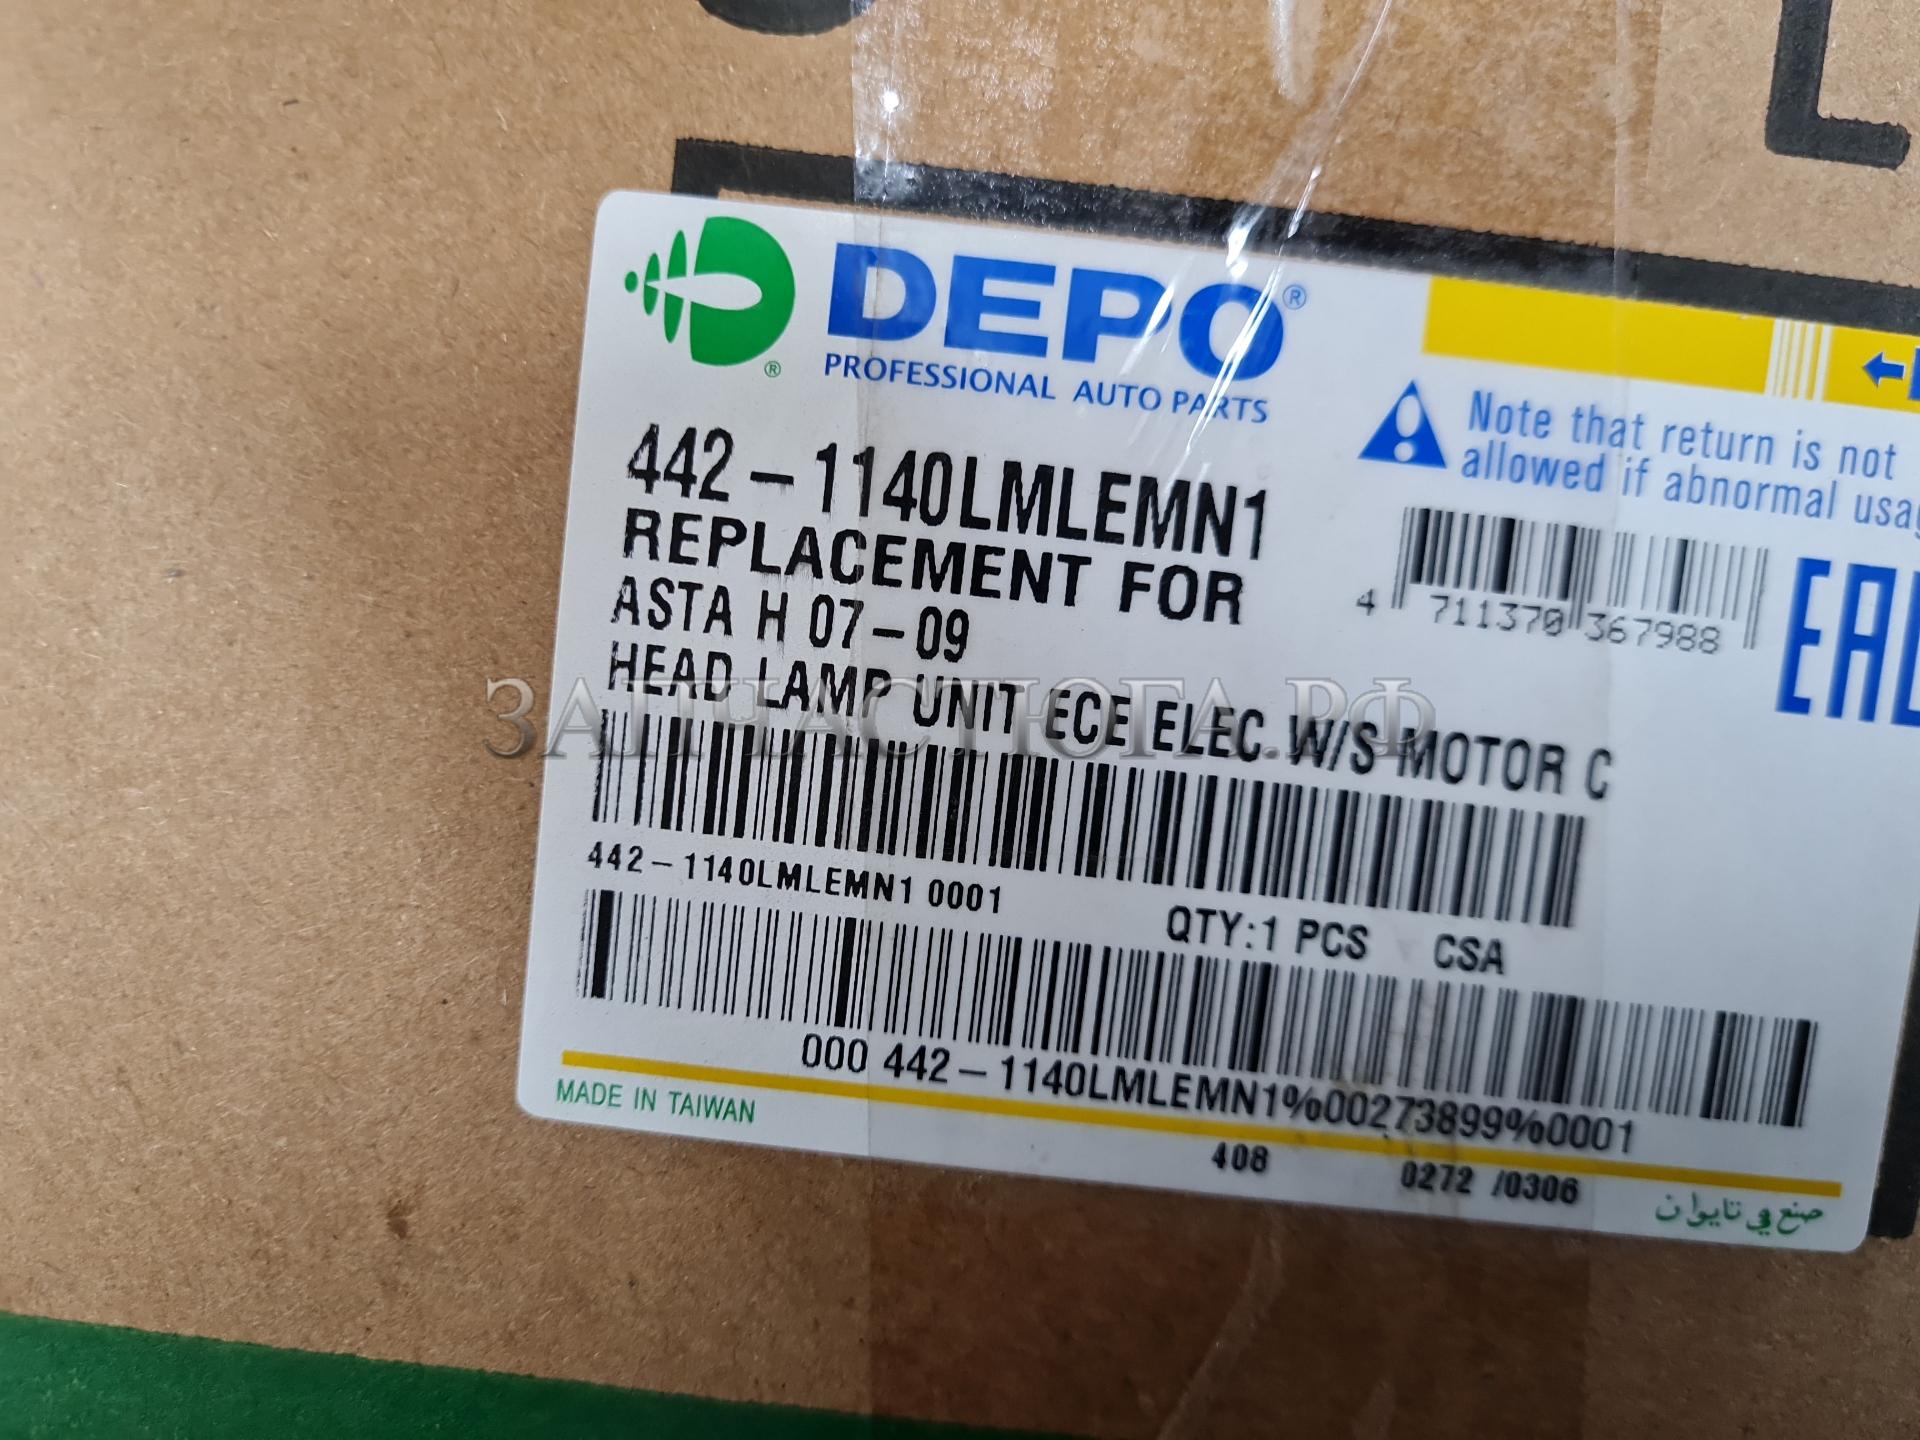 DEPO®
®
PROFESSIONAL AUTO PARTS
Note that return is not
allowed if abnormal
442-1140LMLEMN1
REPLACEMENT FOR
ASTA H 07-09
HEAD LAMP UNIT ECE ELEC W/S MOTOR C
4 711370 367988
EAC
ЗАПЧАСТЮГА.РФ
442-1140LMLEMN1 0001
QTY:1 PCS CSA
000 442-1140LMLEMN1%00273899%0001
MADE IN TAIWAN
408 0272 /0306
صنع في تايوان